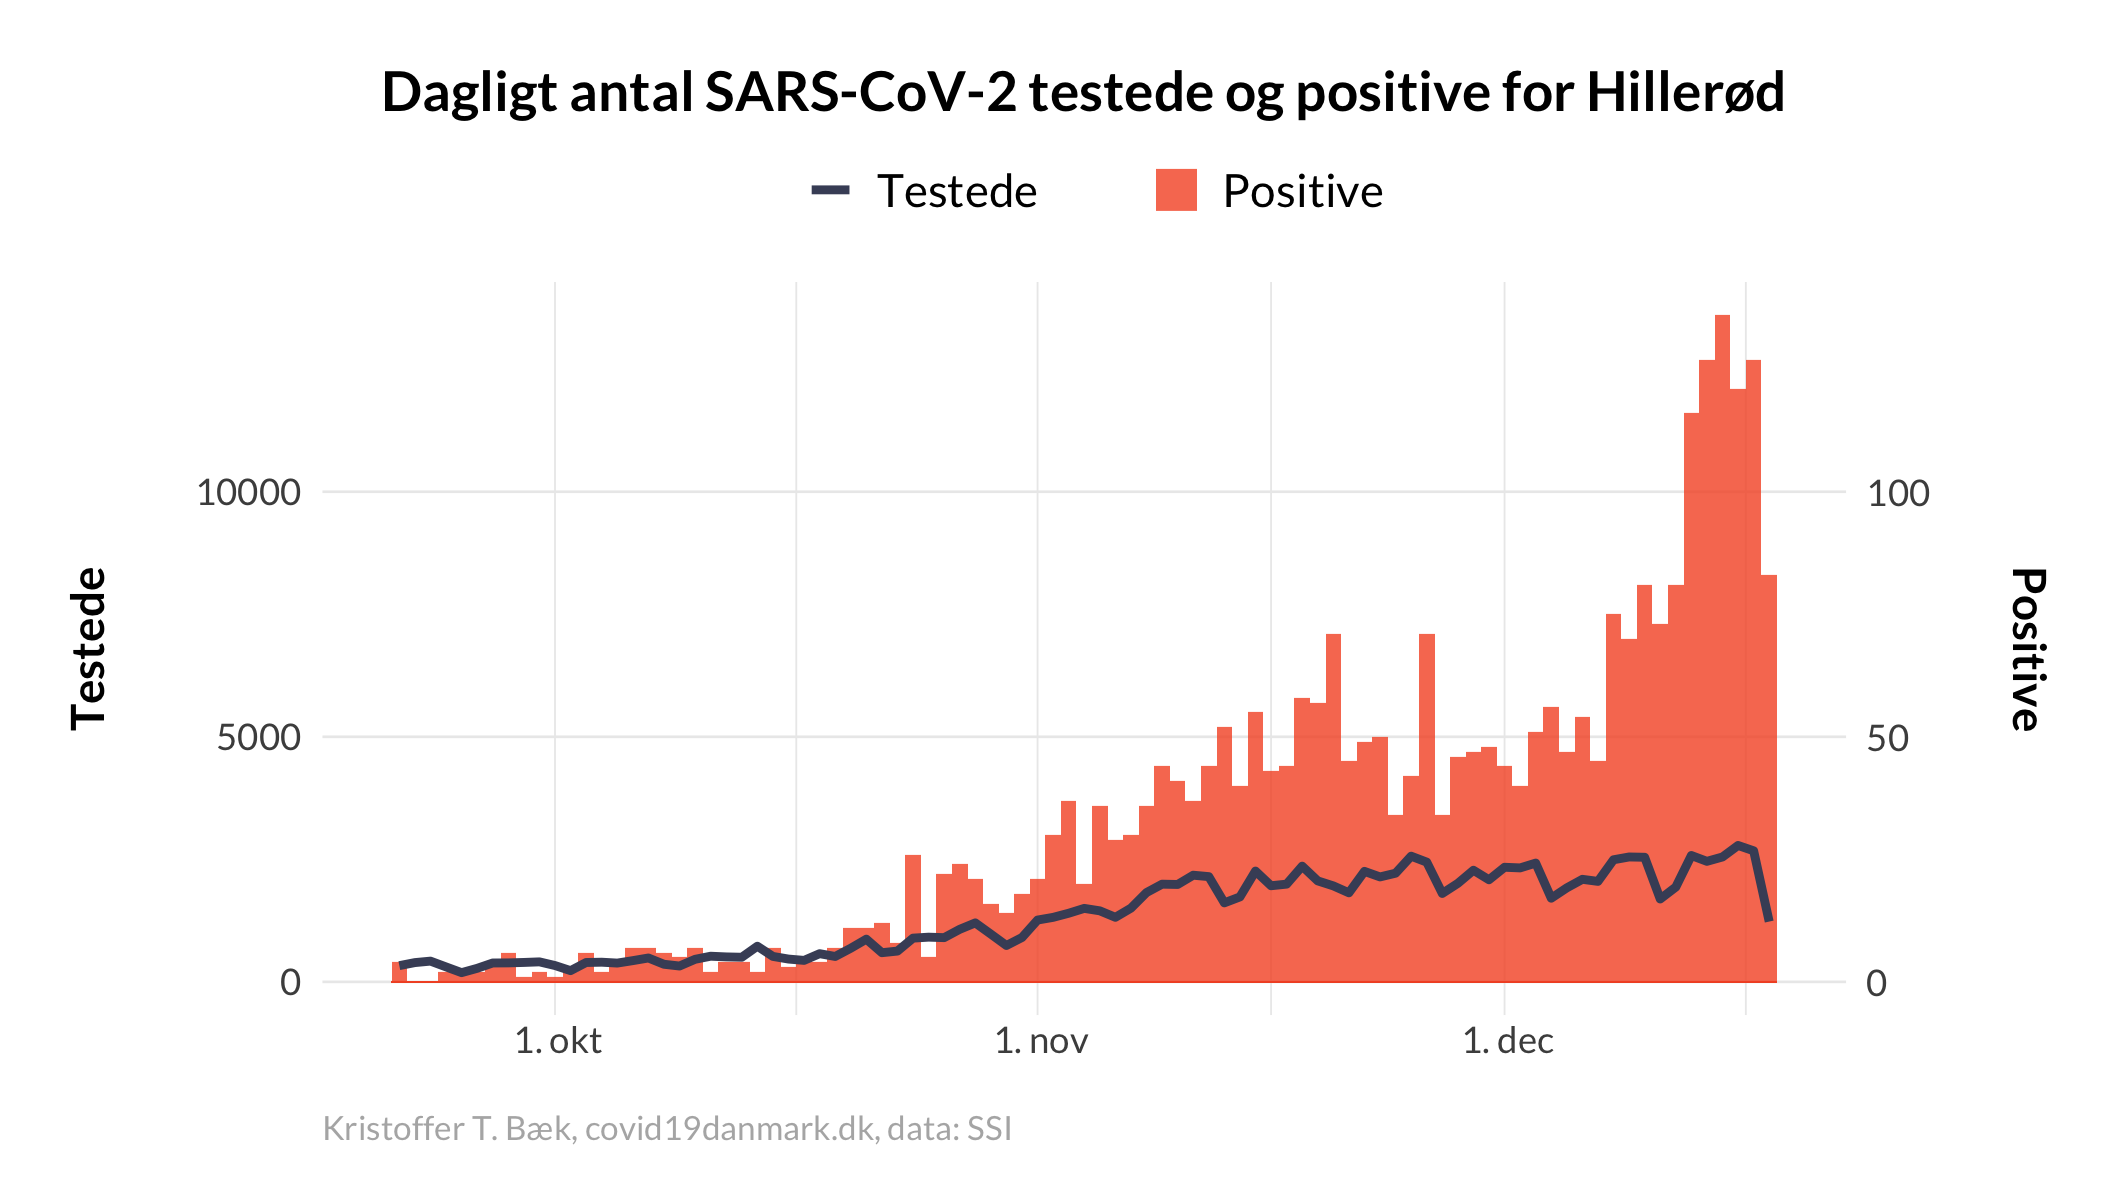 Dagligt antal SARS-CoV-2 testede og positive for Hillerød
Testede
Positive
10000
5000
0
100
50
0
Testede
Positive
1. okt
1. nov
1. dec
Kristoffer T. Bæk, covid19danmark.dk, data: SSI